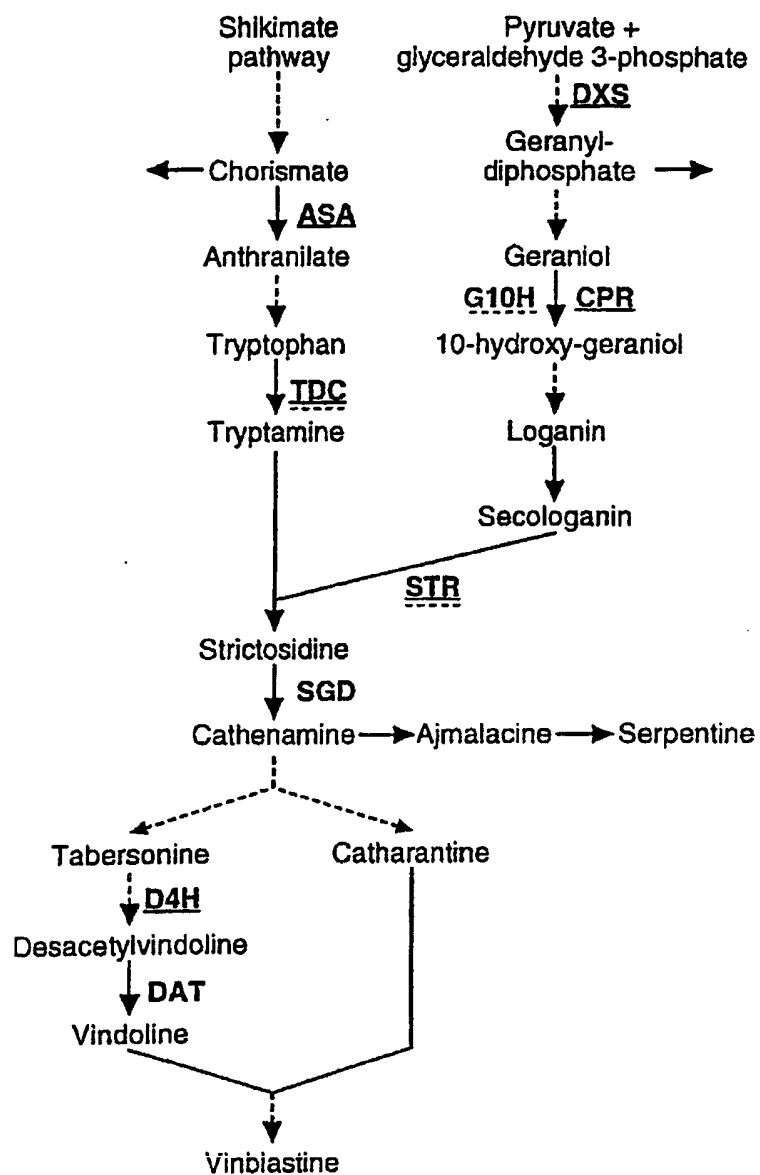 Shikimate
pathway
Pyruvate +
glyceraldehyde 3-phosphate
DXS
Chorismate
Geranyl-
diphosphate
ASA
Anthranilate
Geraniol
G10H CPR
Tryptophan
10-hydroxy-geraniol
TDC
Tryptamine
Loganin
Secologanin
STR
Strictosidine
SGD
Cathenamine Ajmalacine Serpentine
Tabersonine
Catharantine
D4H
Desacetylvindoline
DAT
Vindoline
Vinblastine